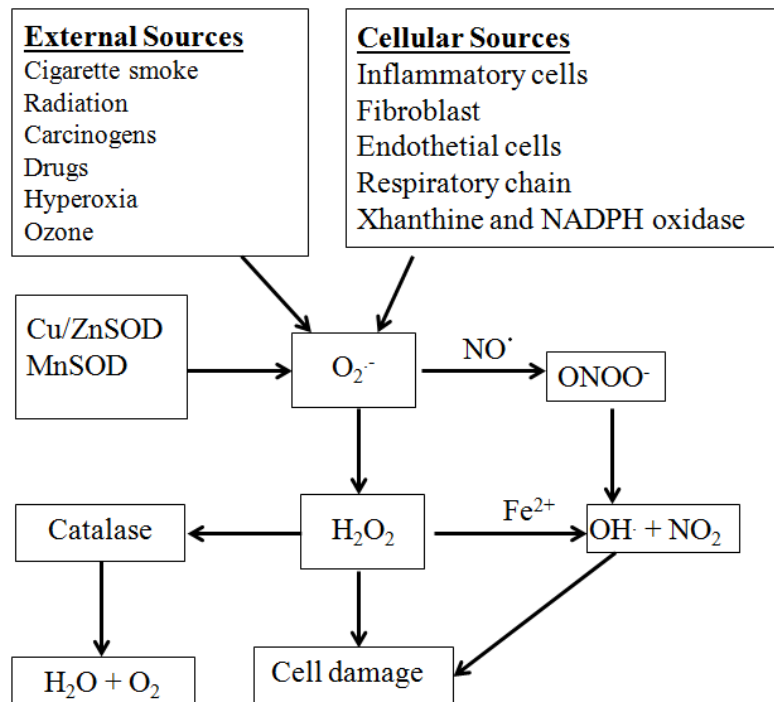 External Sources
Cigarette smoke
Radiation
Carcinogens
Drugs
Hyperoxia
Ozone
Cellular Sources
Inflammatory cells
Fibroblast
Endothetial cells
Respiratory chain
Xhanthine and NADPH oxidase
Cu/ZnSOD
MnSOD
O₂·⁻
NO·
ONOO⁻
Catalase
H₂O₂
Fe²⁺
OH· + NO₂
H₂O + O₂
Cell damage